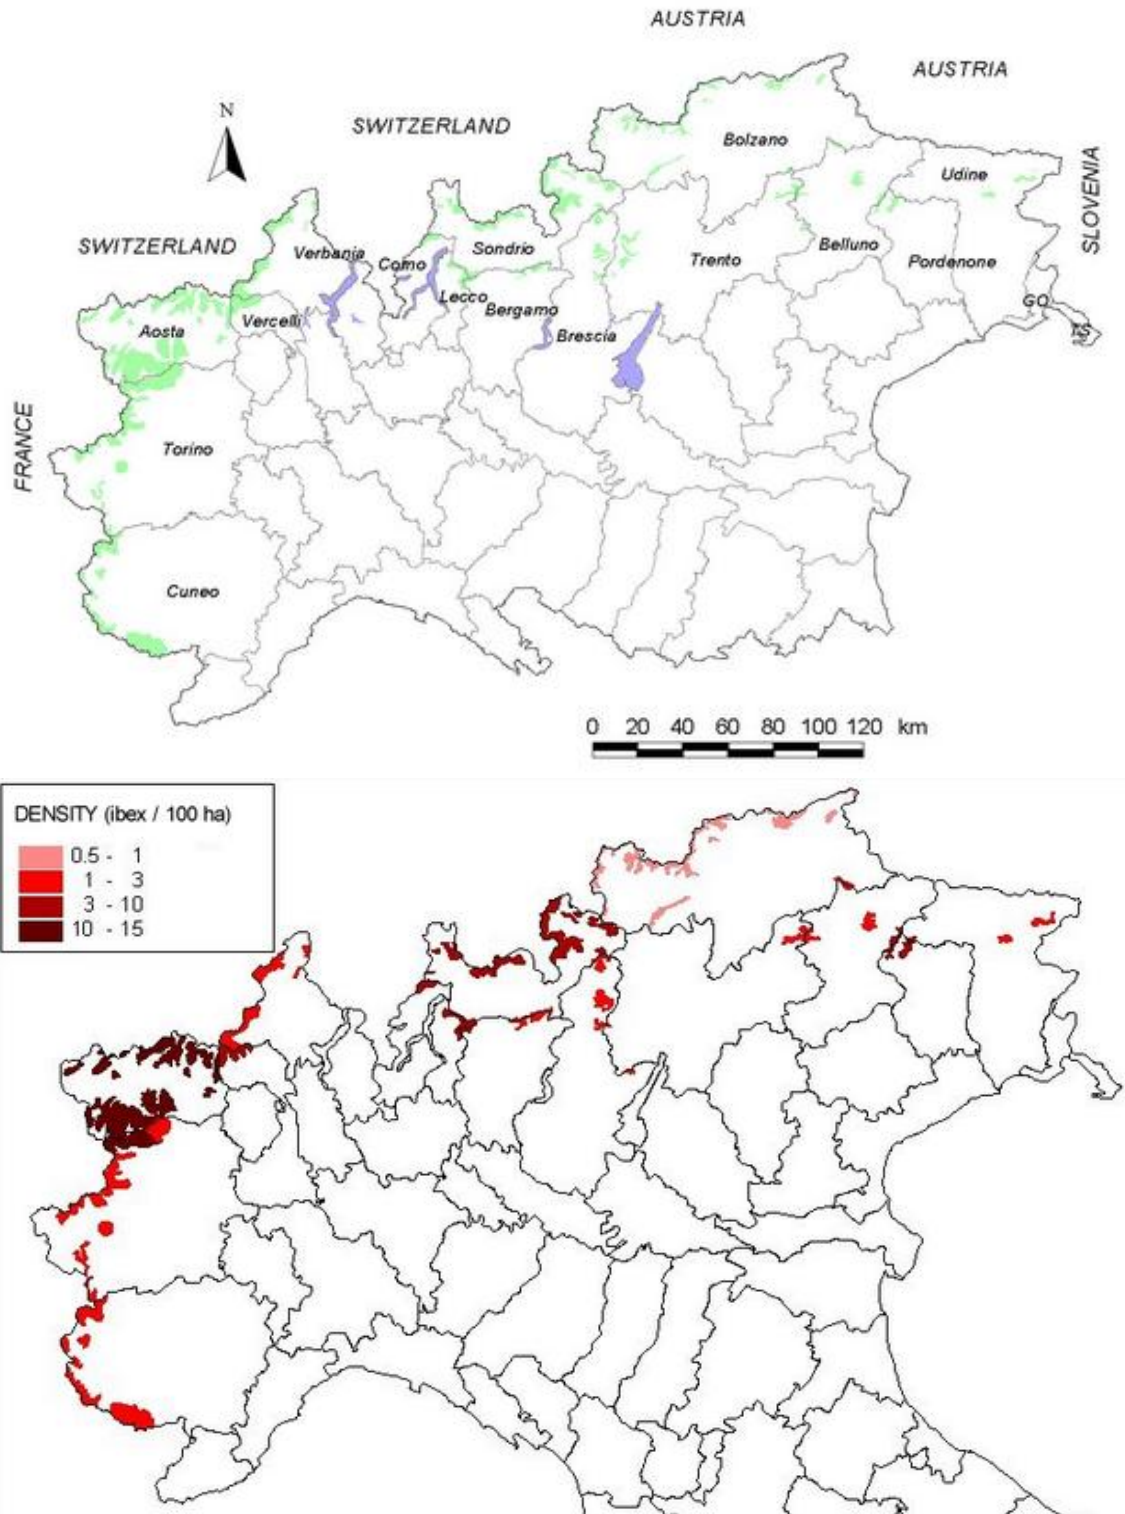 AUSTRIA
AUSTRIA
N
SWITZERLAND
Bolzano
SLOVENIA
Udine
SWITZERLAND
Verbania
Como
Sondrio
Trento
Belluno
Pordenone
Lecco
Bergamo
GO
Aosta
Vercelli
Brescia
TS
FRANCE
Torino
Cuneo
0 20 40 60 80 100 120 km
DENSITY (ibex / 100 ha)
0.5 - 1
1 - 3
3 - 10
10 - 15